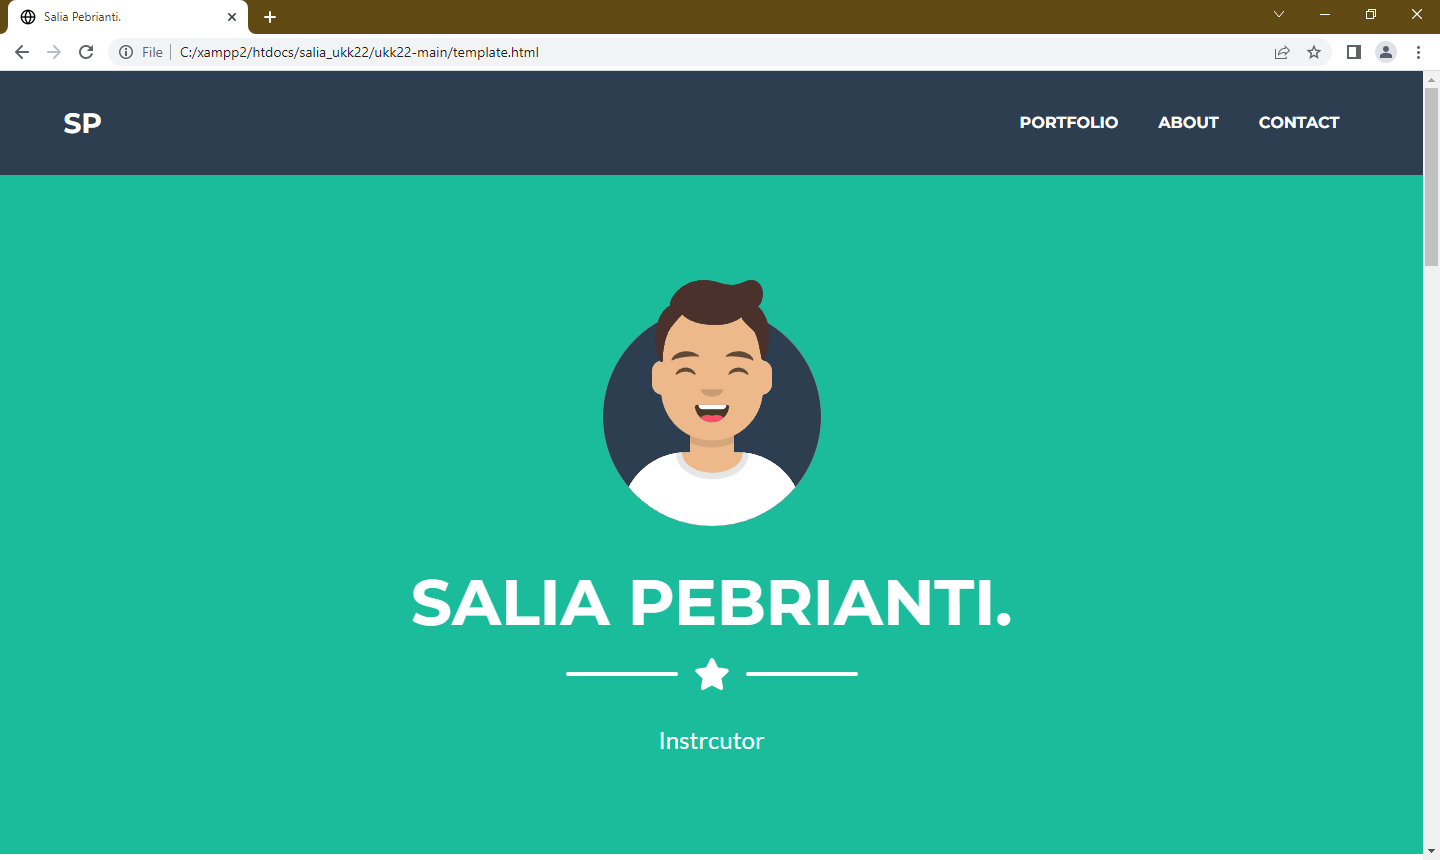 Salia Pebrianti.
File C:/xampp2/htdocs/salia_ukk22/ukk22-main/template.html
SP PORTFOLIO ABOUT CONTACT
SALIA PEBRIANTI.
Instrcutor